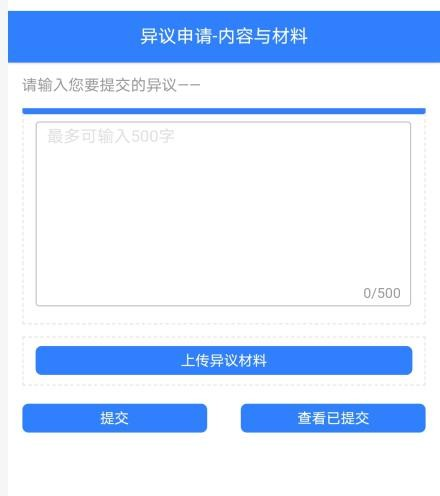 异议申请-内容与材料
请输入您要提交的异议——
最多可输入500字
0/500
上传异议材料
提交
查看已提交